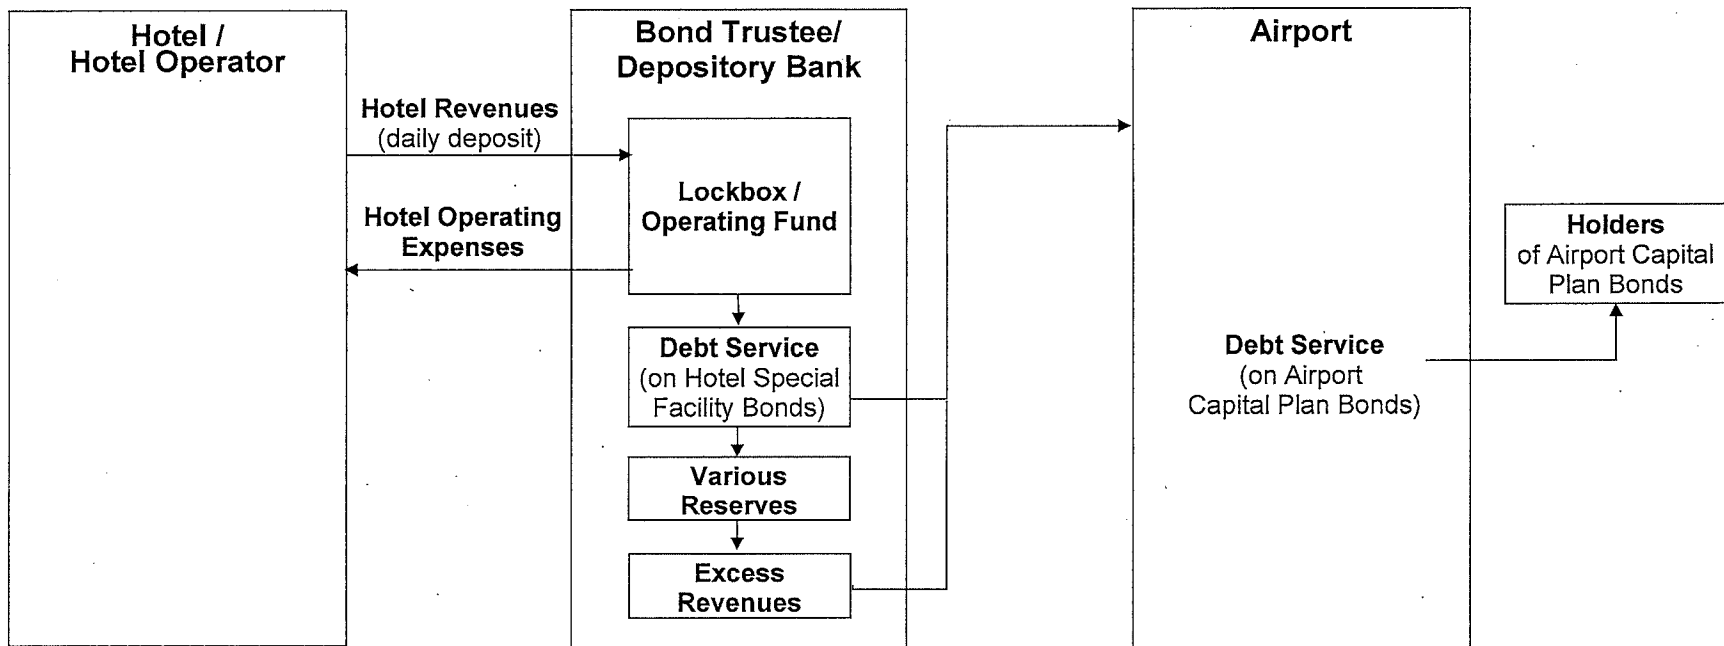 Hotel /
Hotel Operator
Hotel Revenues
(daily deposit)
Hotel Operating
Expenses
Bond Trustee/
Depository Bank
Lockbox /
Operating Fund
Debt Service
(on Hotel Special
Facility Bonds)
Various
Reserves
Excess
Revenues
Airport
Debt Service
(on Airport
Capital Plan Bonds)
Holders
of Airport Capital
Plan Bonds